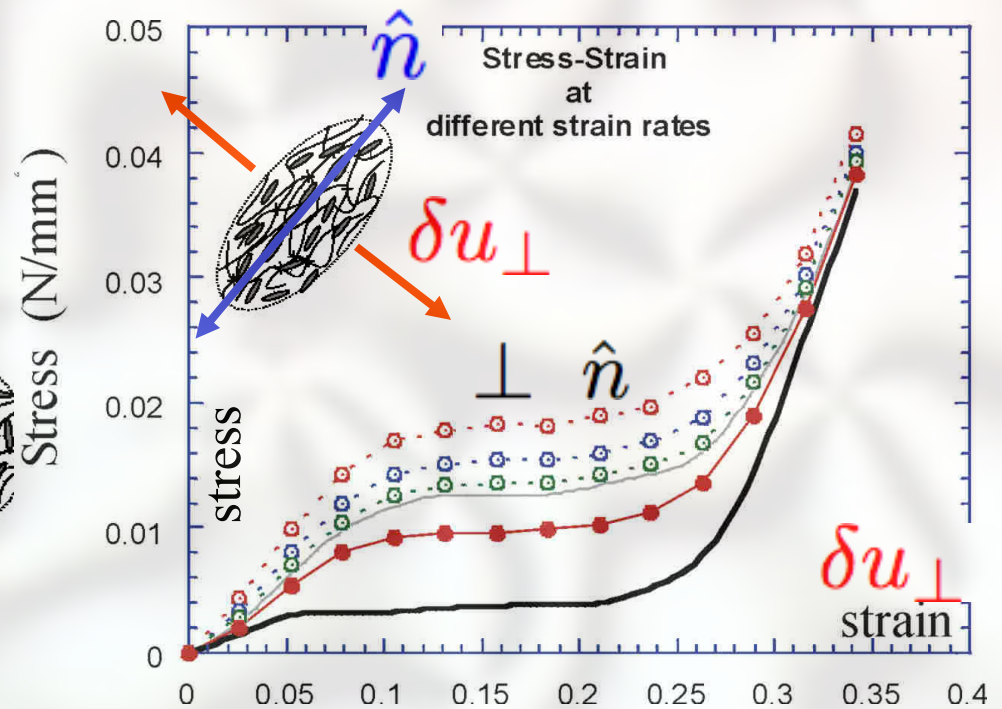 Stress-Strain
at
different strain rates
n̂
δu⊥
⊥ n̂
δu⊥
strain
stress
Stress (N/mm )
0.05
0.04
0.03
0.02
0.01
0
0 0.05 0.1 0.15 0.2 0.25 0.3 0.35 0.4